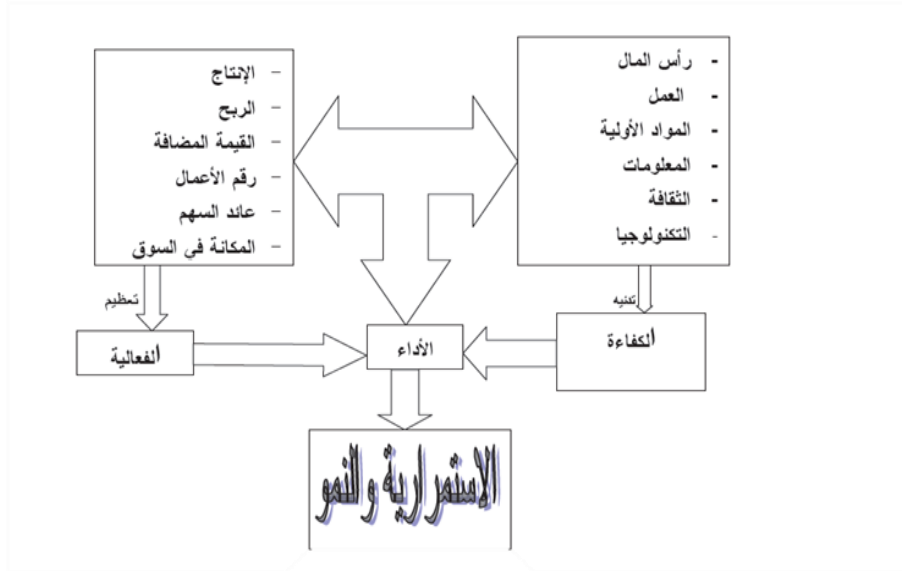 - رأس المال
- العمل
- المواد الأولية
- المعلومات
- الثقافة
- التكنولوجيا
- الإنتاج
- الربح
- القيمة المضافة
- رقم الأعمال
- عائد السهم
- المكانة في السوق
تدنيه
تعظيم
ألكفاءة
الأداء
ألفعالية
الاستمرارية و النمو